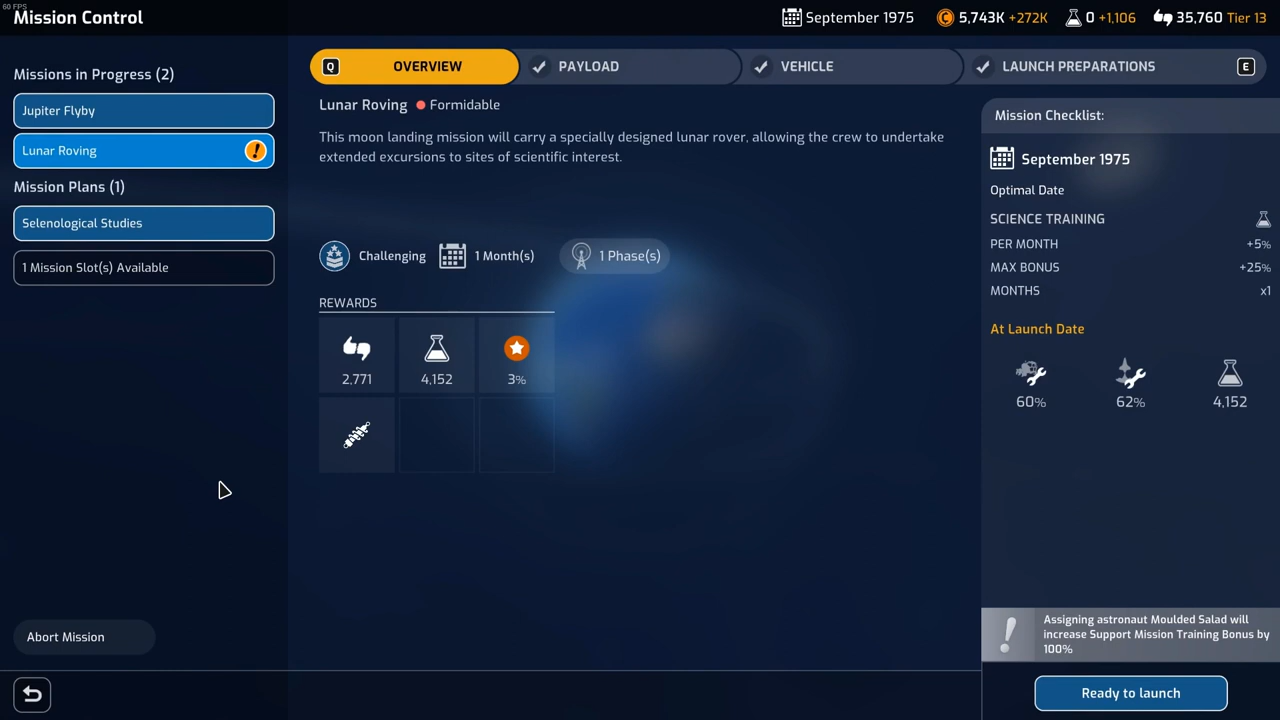 60 FPS
Mission Control
September 1975
5,743K +272K
0 +1,106
35,760 Tier 13
Missions in Progress (2)
Jupiter Flyby
Lunar Roving
Mission Plans (1)
Selenological Studies
1 Mission Slot(s) Available
Abort Mission
Q OVERVIEW
PAYLOAD
VEHICLE
LAUNCH PREPARATIONS E
Lunar Roving Formidable
This moon landing mission will carry a specially designed lunar rover, allowing the crew to undertake
extended excursions to sites of scientific interest.
Challenging 1 Month(s) 1 Phase(s)
REWARDS
2,771 4,152 3%
Mission Checklist:
September 1975
Optimal Date
SCIENCE TRAINING
PER MONTH +5%
MAX BONUS +25%
MONTHS x1
At Launch Date
60% 62% 4,152
Assigning astronaut Moulded Salad will
increase Support Mission Training Bonus by
100%
Ready to launch